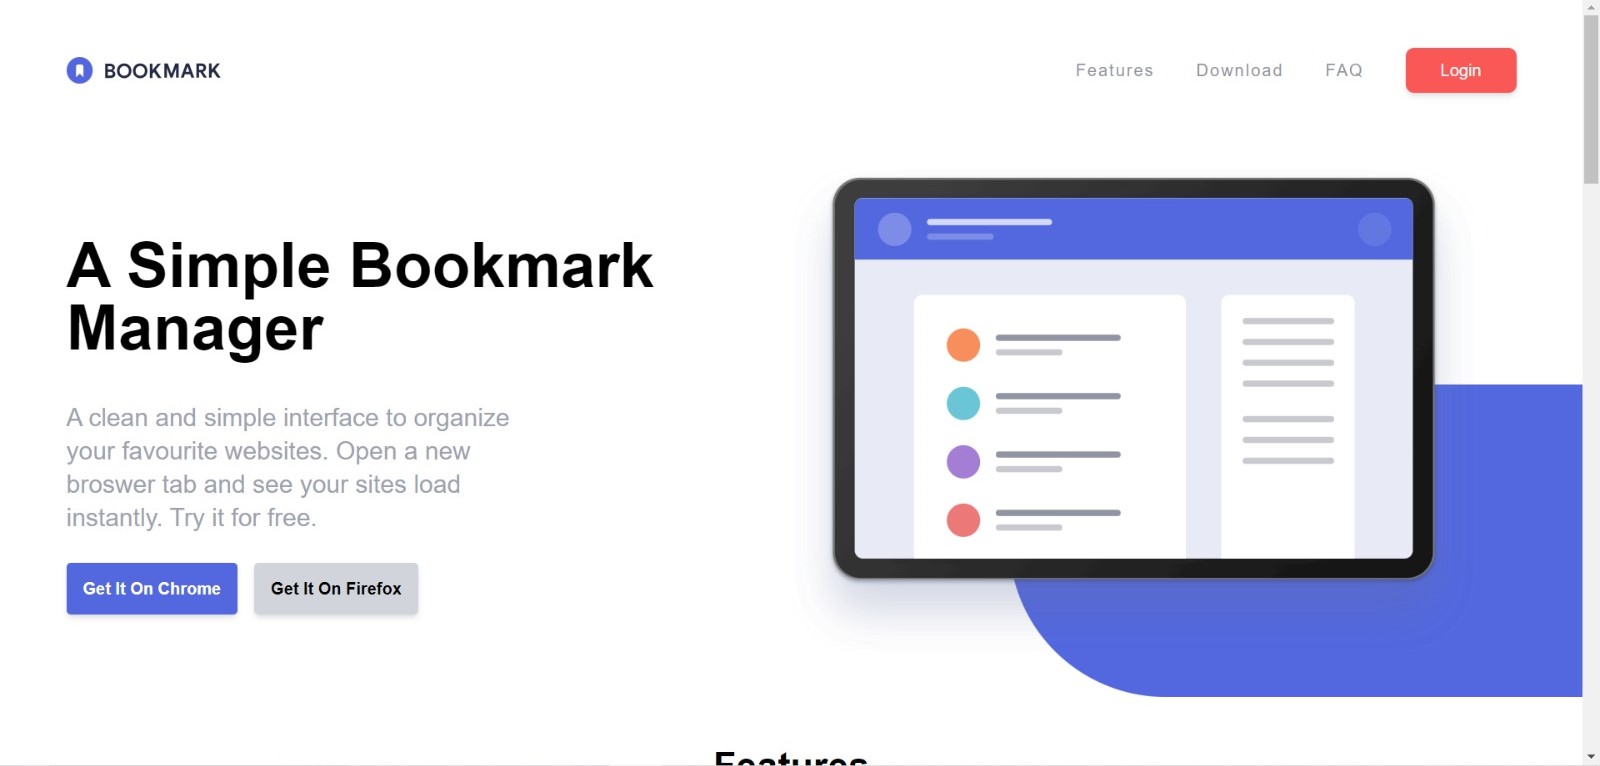 BOOKMARK
Features
Download
FAQ
Login
A Simple Bookmark
Manager
A clean and simple interface to organize
your favourite websites. Open a new
broswer tab and see your sites load
instantly. Try it for free.
Get It On Chrome
Get It On Firefox
Features